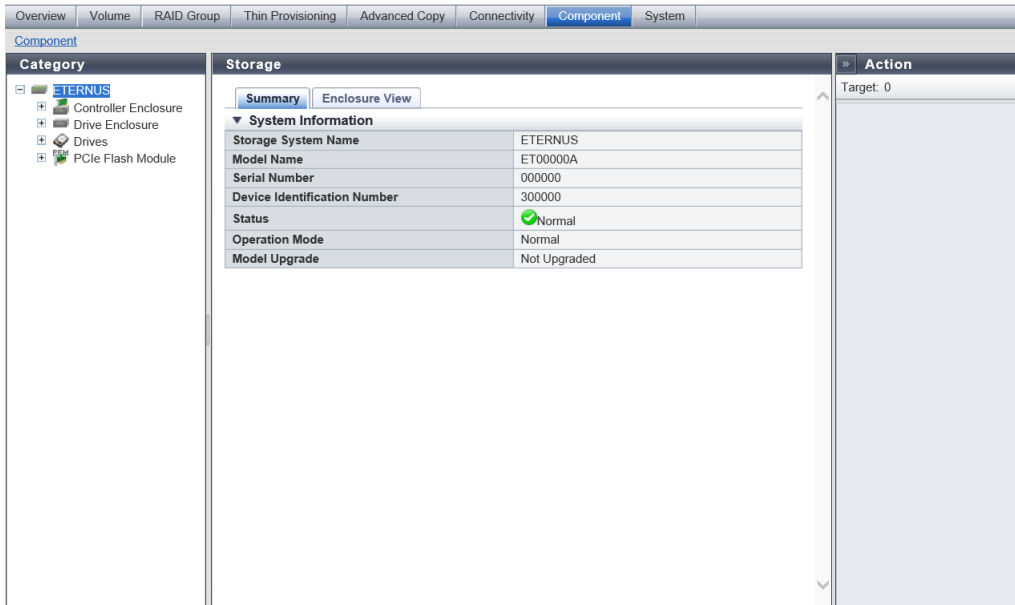 Overview Volume RAID Group Thin Provisioning Advanced Copy Connectivity Component System
Component
Category
ETERNUS
Controller Enclosure
Drive Enclosure
Drives
PFM PCIe Flash Module
Storage
Summary Enclosure View
▼ System Information
Storage System Name ETERNUS
Model Name ET00000A
Serial Number 000000
Device Identification Number 300000
Status Normal
Operation Mode Normal
Model Upgrade Not Upgraded
» Action
Target: 0